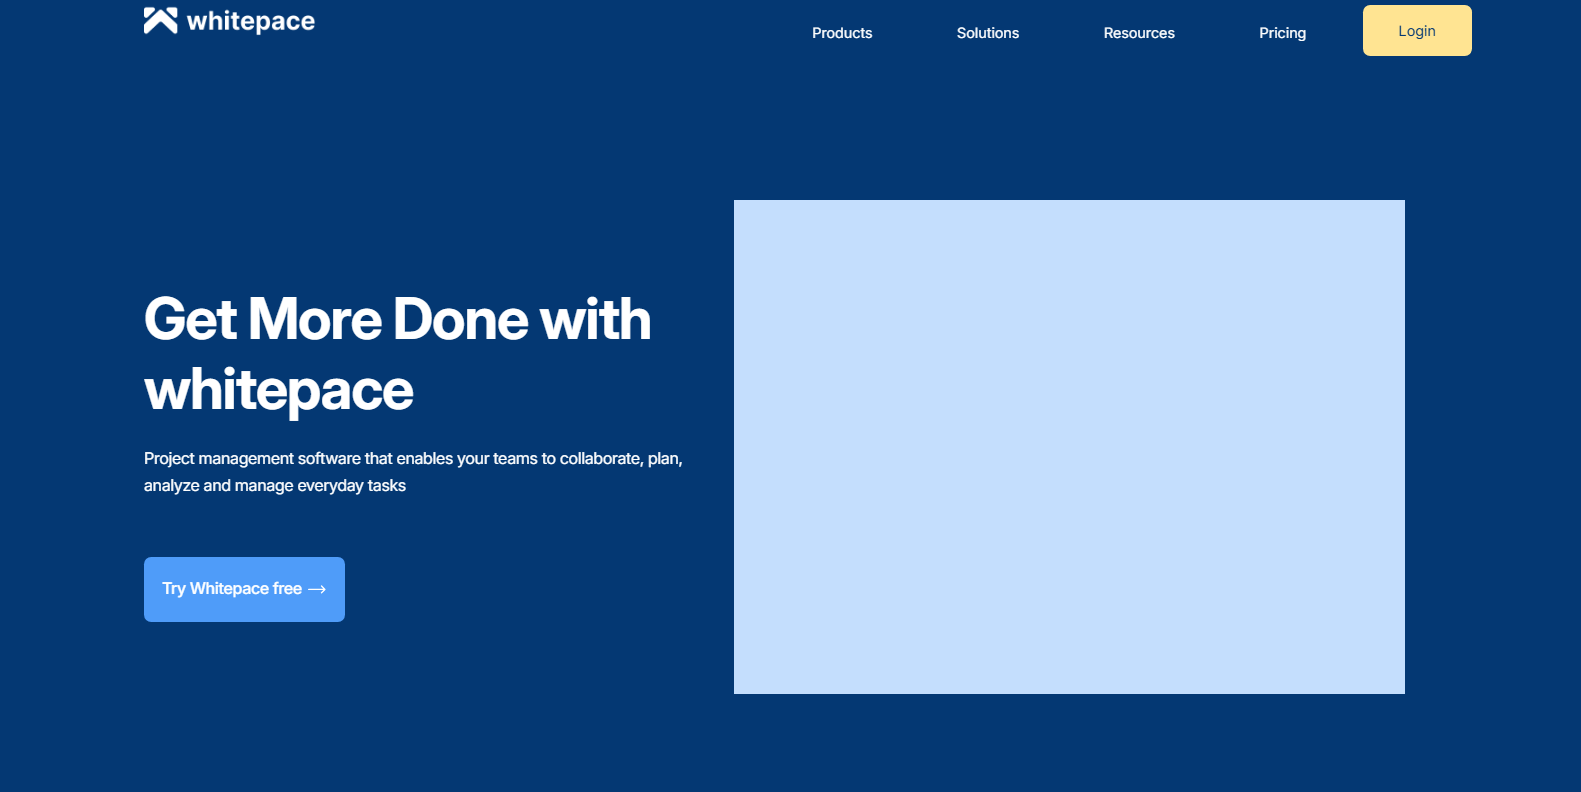 whitepace
Products
Solutions
Resources
Pricing
Login
Get More Done with
whitepace
Project management software that enables your teams to collaborate, plan,
analyze and manage everyday tasks
Try Whitepace free →